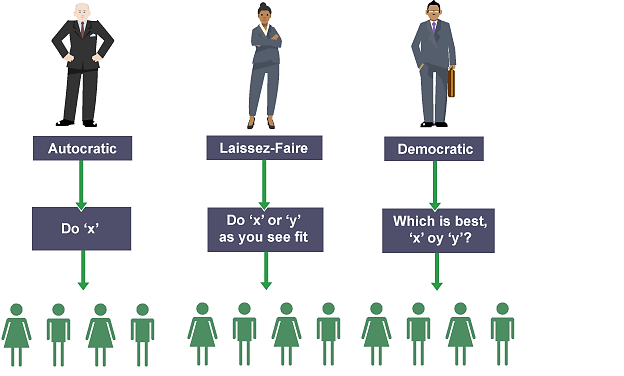 Autocratic
Laissez-Faire
Democratic
Do ‘x’
Do ‘x’ or ‘y’
as you see fit
Which is best,
‘x’ oy ‘y’?